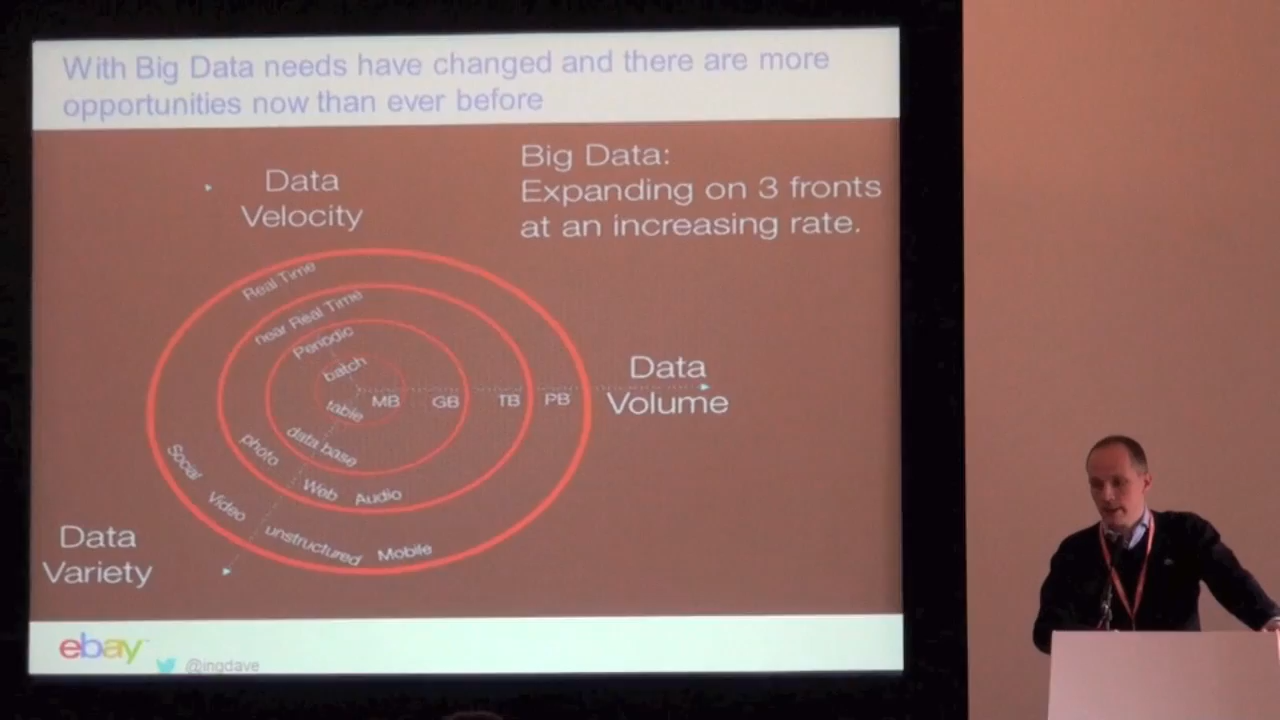 With Big Data needs have changed and there are more
opportunities now than ever before
Big Data:
Expanding on 3 fronts
at an increasing rate.
Data
Velocity
Real Time
near Real Time
Periodic
batch
table
MB
GB
TB
PB
Data
Volume
data base
photo
Web
Audio
Social
Video
unstructured
Mobile
Data
Variety
ebay
@ingdave